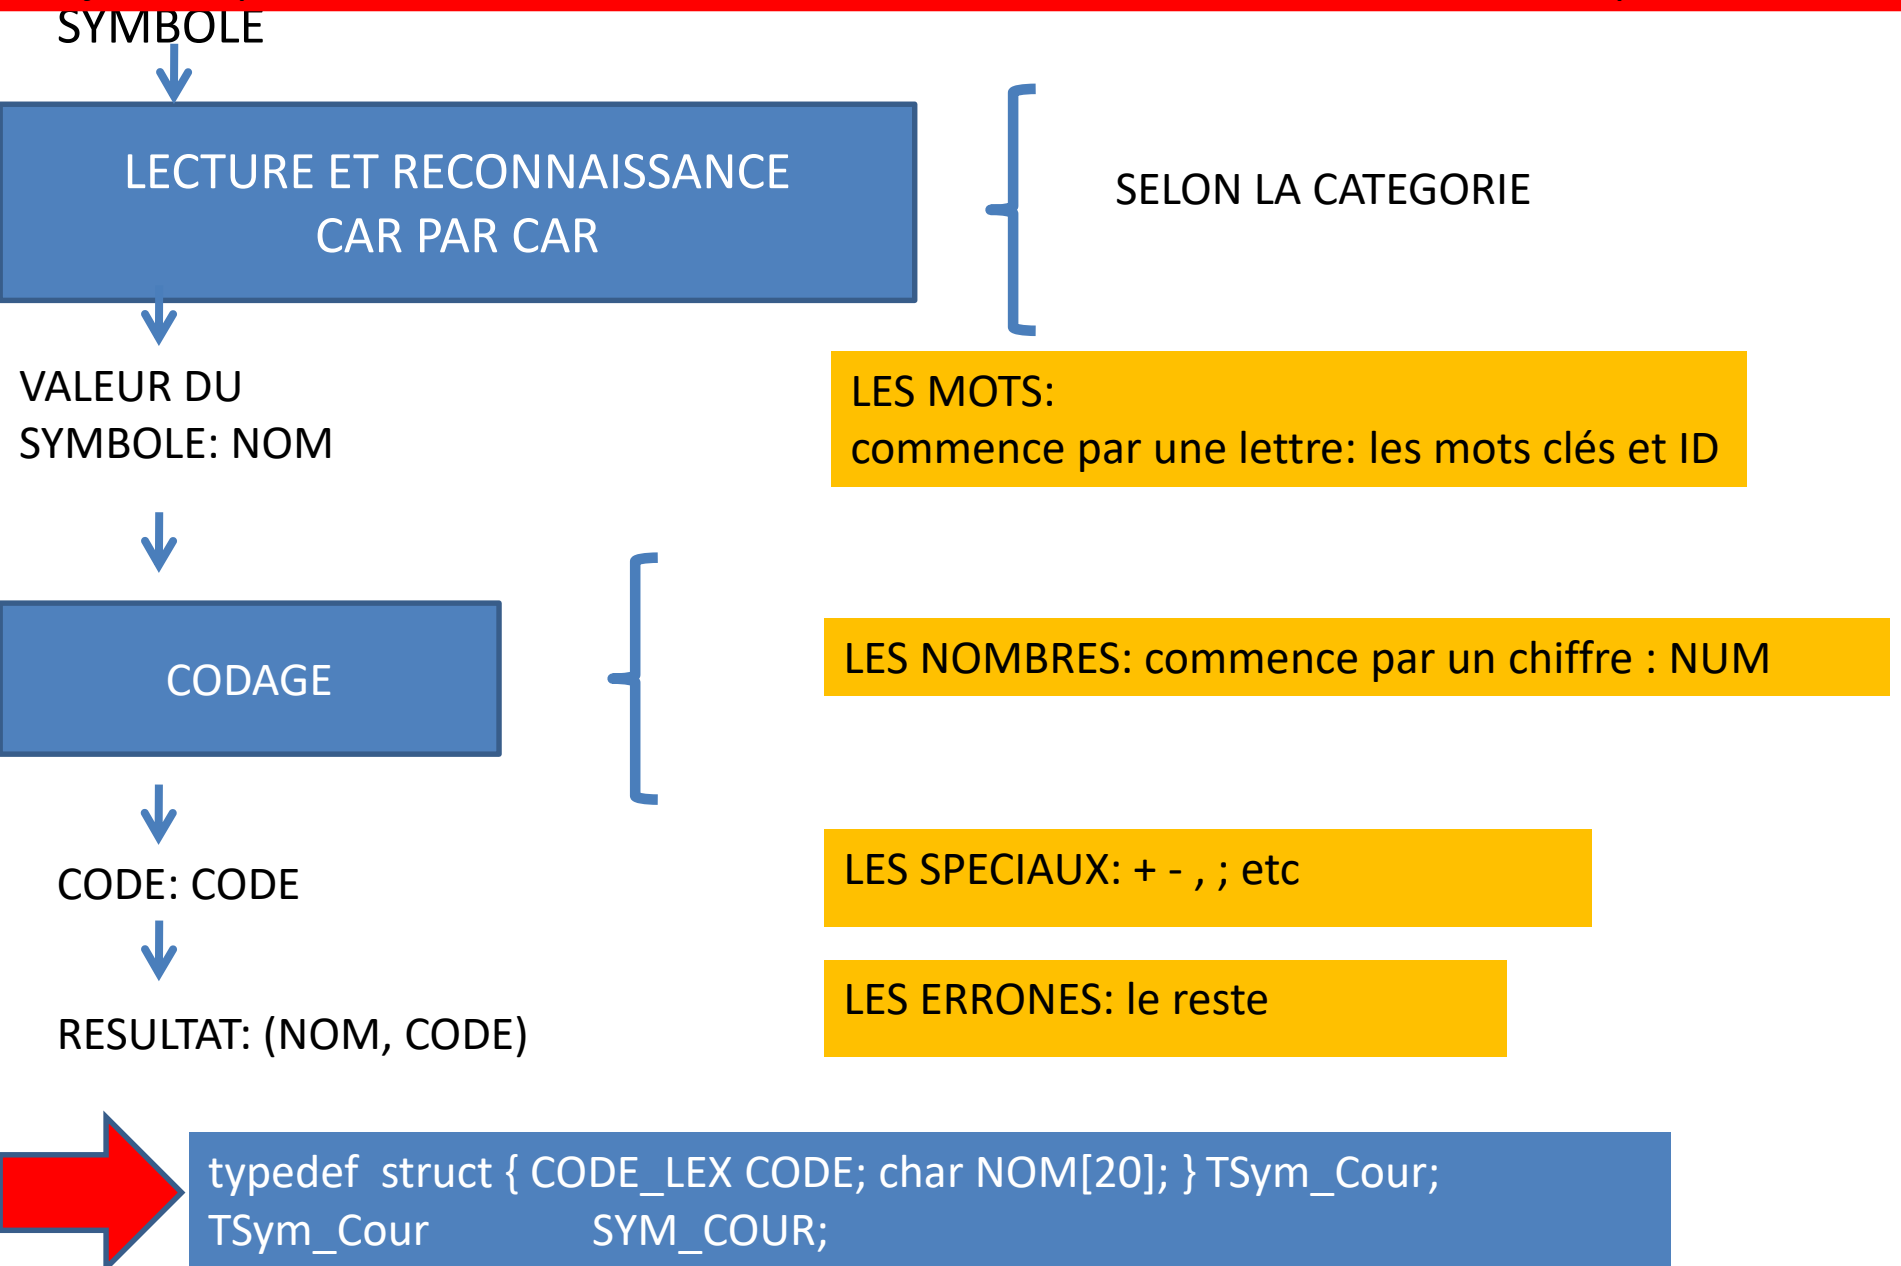 SYMBOLE
LECTURE ET RECONNAISSANCE
CAR PAR CAR
SELON LA CATEGORIE
VALEUR DU
SYMBOLE: NOM
LES MOTS:
commence par une lettre: les mots clés et ID
CODAGE
LES NOMBRES: commence par un chiffre : NUM
CODE: CODE
LES SPECIAUX: + - , ; etc
LES ERRONES: le reste
RESULTAT: (NOM, CODE)
typedef struct { CODE_LEX CODE; char NOM[20]; } TSym_Cour;
TSym_Cour SYM_COUR;